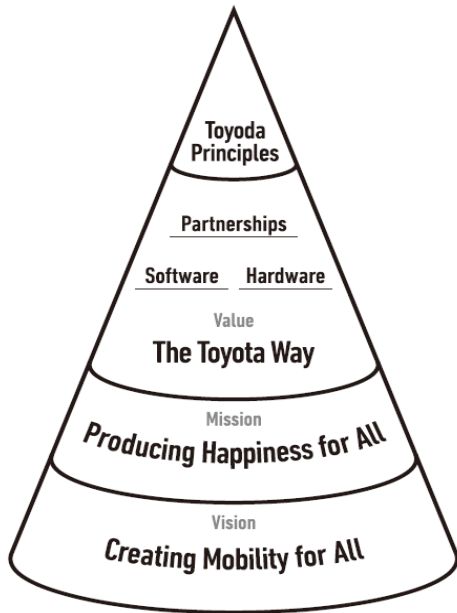 Toyoda
Principles
Partnerships
Software Hardware
Value
The Toyota Way
Mission
Producing Happiness for All
Vision
Creating Mobility for All